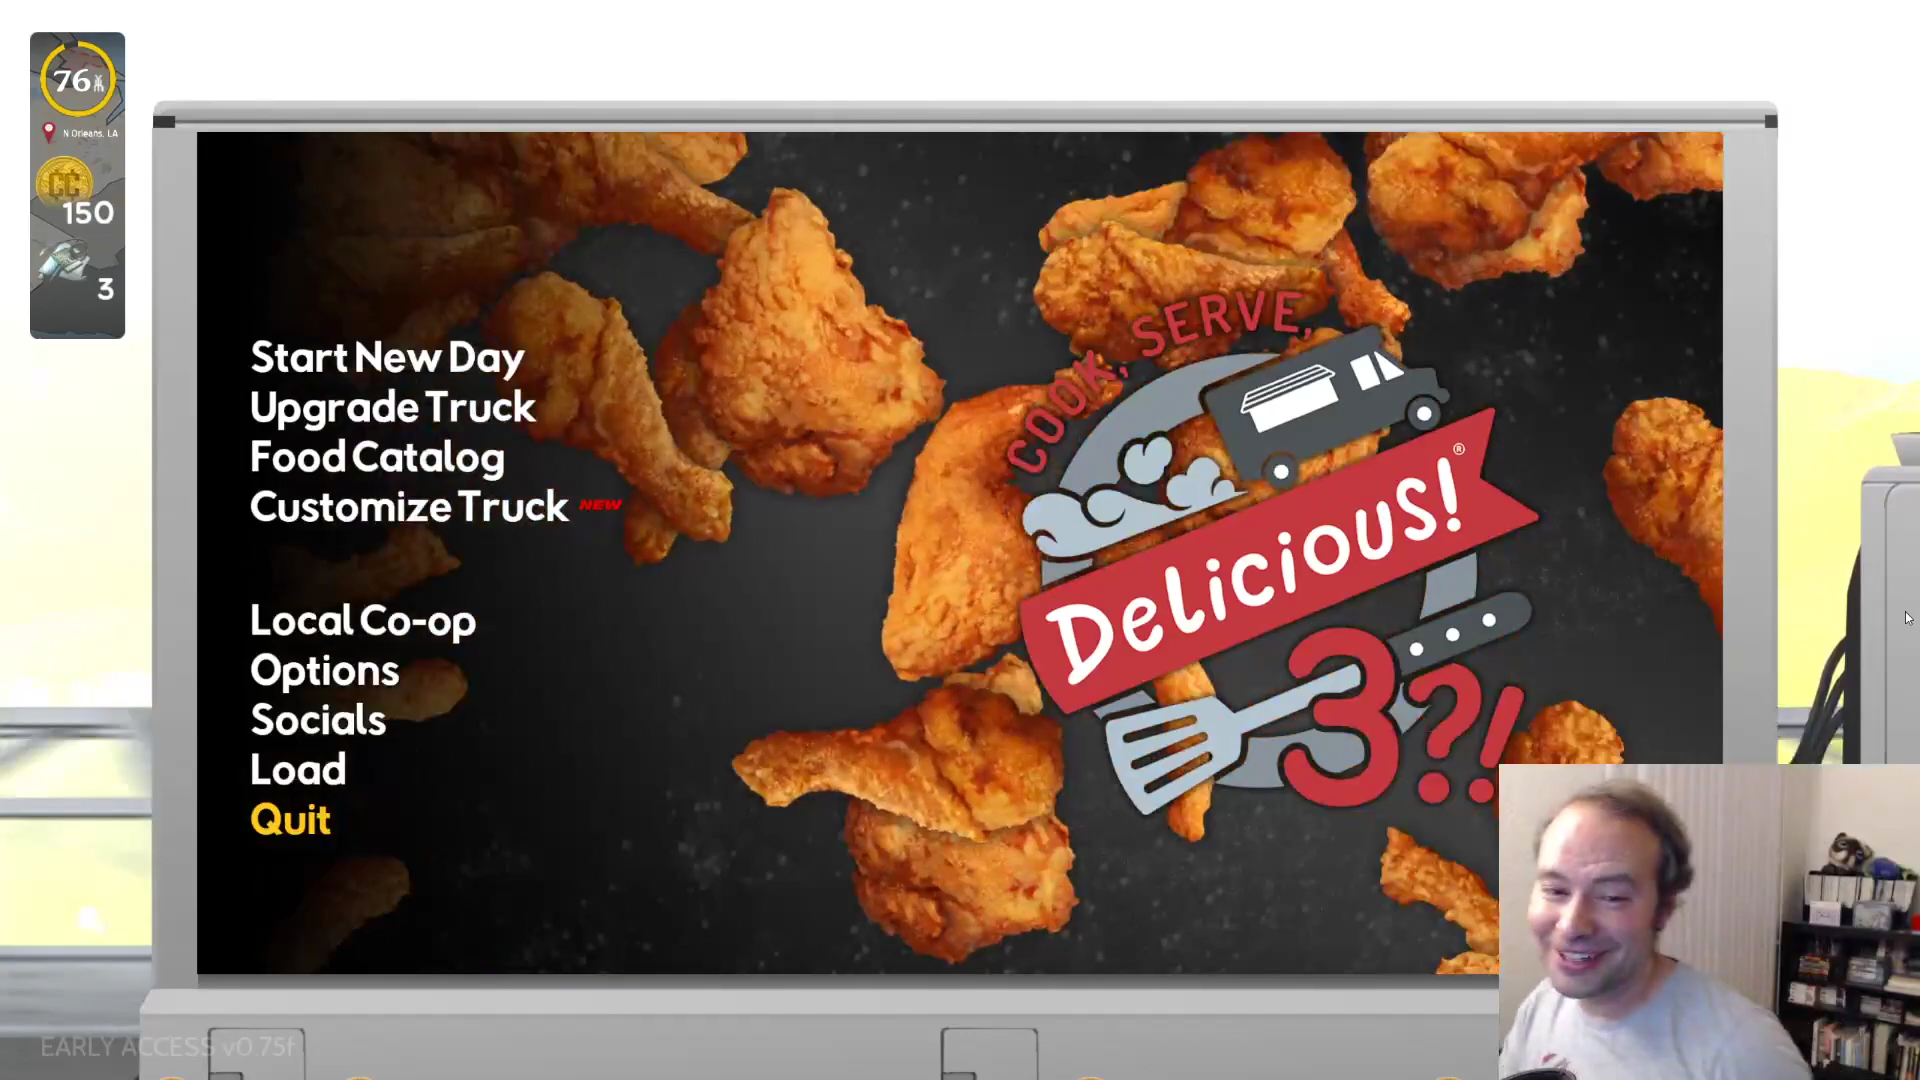 76
N Orleans, LA
CC
150
3
Start New Day
Upgrade Truck
Food Catalog
Customize Truck NEW
Local Co-op
Options
Socials
Load
Quit
COOK, SERVE,
Delicious!®
3?!
EARLY ACCESS v0.75f